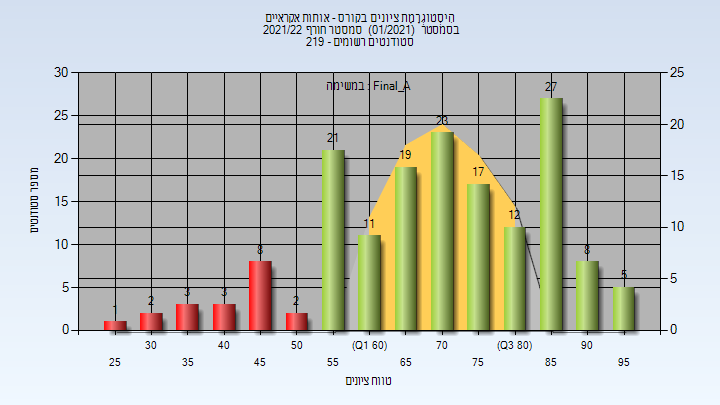 היסטוגרמת ציונים בקורס - אותות אקראיים
בסמסטר (01/2021) סמסטר חורף 2021/22
סטודנטים רשומים - 219
במשימה : Final_A
מספר סטודנטים
30 25 20 15 10 5 0
25 20 15 10 5 0
1 2 3 3 8 2 21 11 19 23 17 12 27 8 5
30 40 50 (Q1 60) 70 (Q3 80) 90
25 35 45 55 65 75 85 95
טווח ציונים